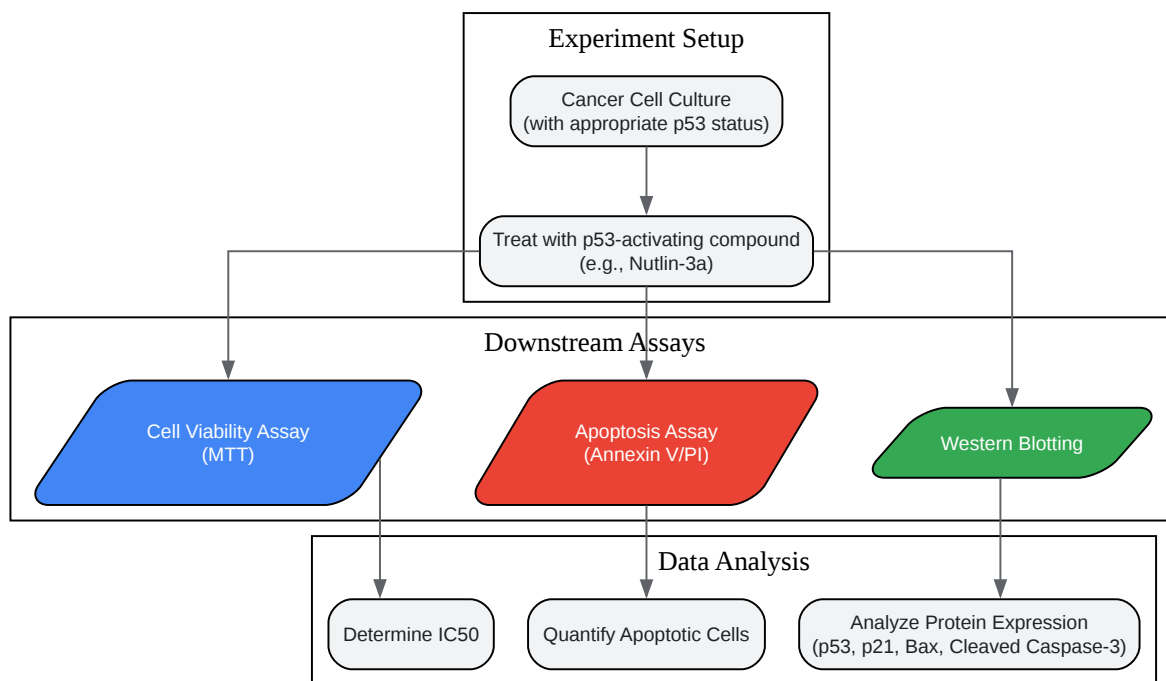 Experiment Setup
Cancer Cell Culture
(with appropriate p53 status)
Treat with p53-activating compound
(e.g., Nutlin-3a)
Downstream Assays
Cell Viability Assay
(MTT)
Apoptosis Assay
(Annexin V/PI)
Western Blotting
Data Analysis
Determine IC50
Quantify Apoptotic Cells
Analyze Protein Expression
(p53, p21, Bax, Cleaved Caspase-3)